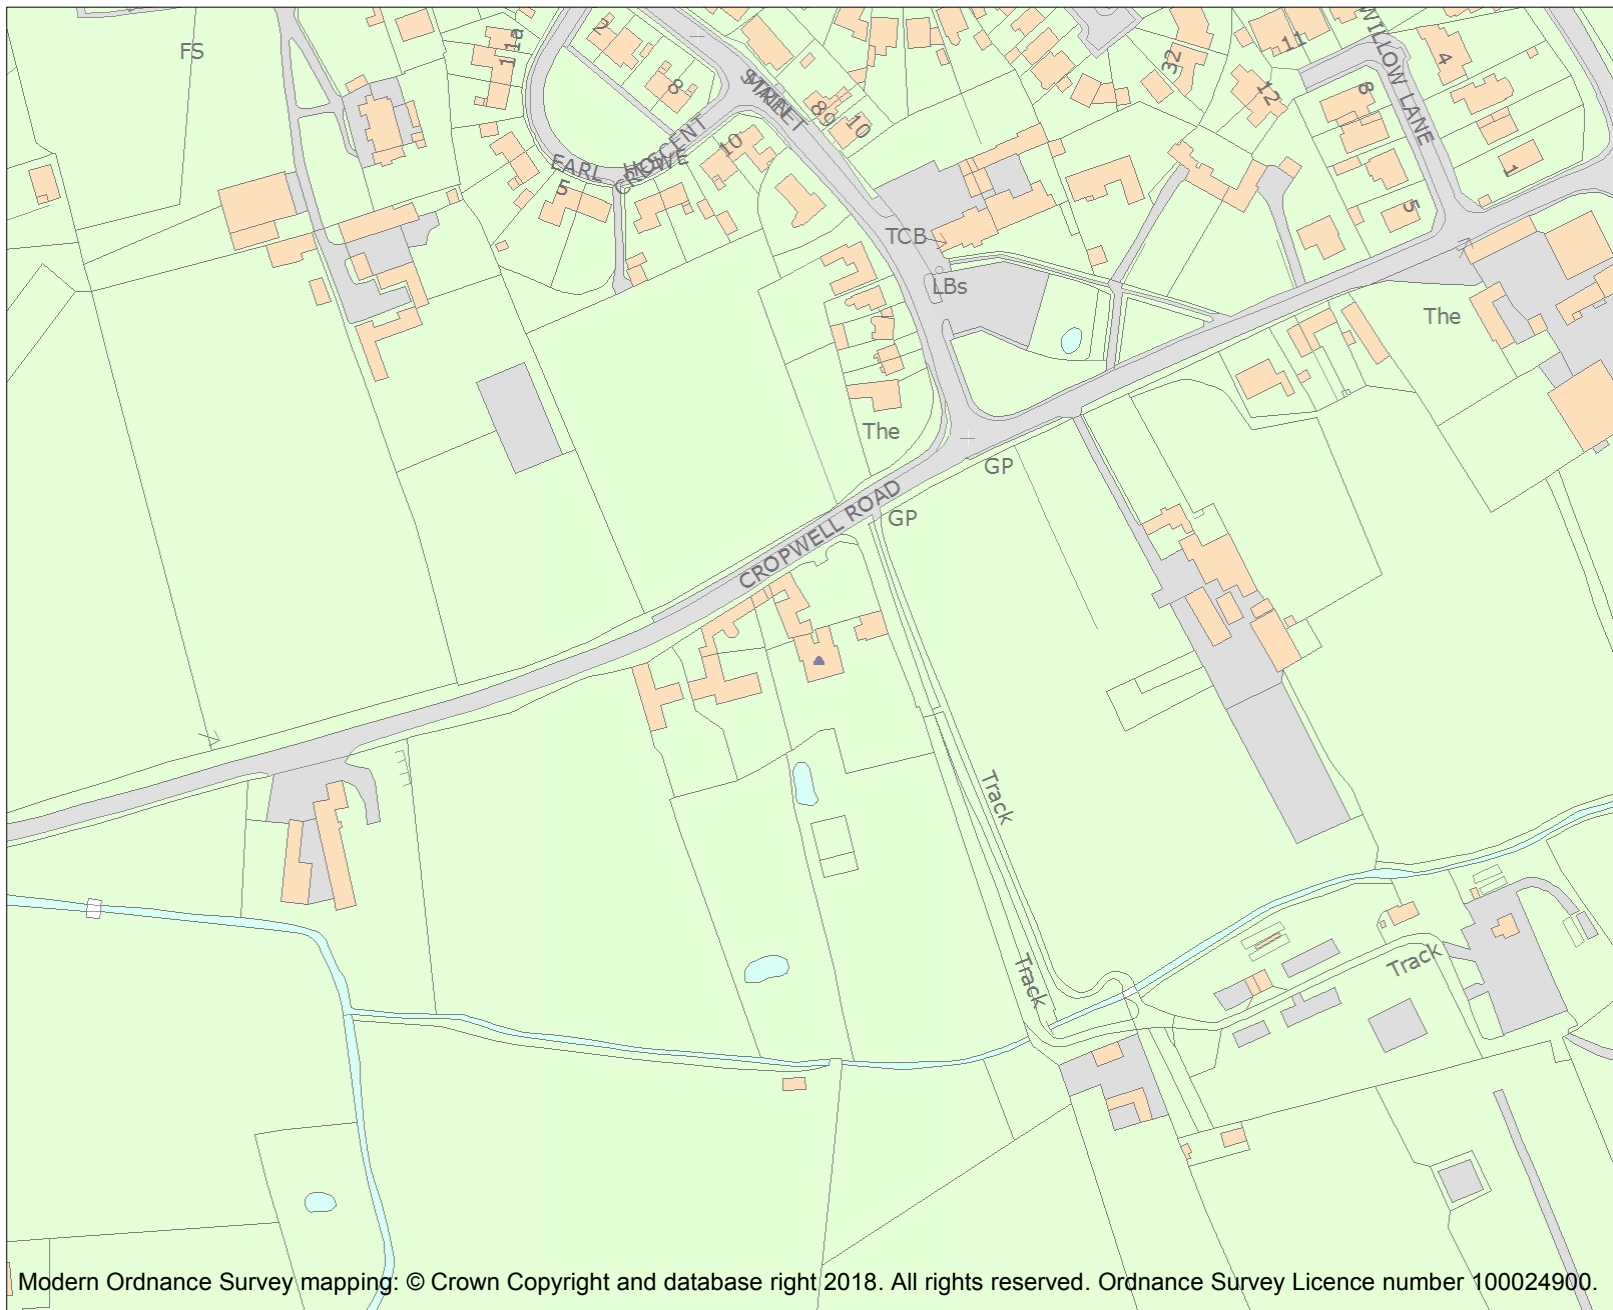 FS
11a
2
8
MAIN STREET
8g
10
32
11
12
WILLOW LANE
4
8
1
5
EARL HOWE CRESCENT
5
10
TCB
LBs
The
The
GP
GP
CROPWELL ROAD
Track
Track
Track
Modern Ordnance Survey mapping: © Crown Copyright and database right 2018. All rights reserved. Ordnance Survey Licence number 100024900.